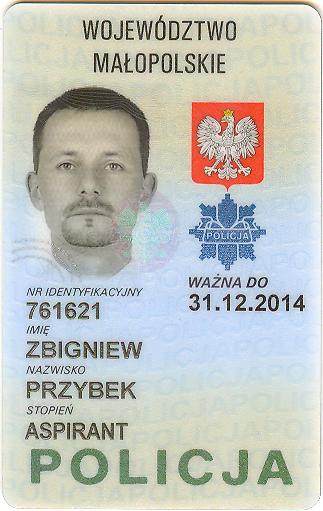 WOJEWÓDZTWO
MAŁOPOLSKIE
POLICJA
WAŻNA DO
31.12.2014
NR IDENTYFIKACYJNY
761621
IMIĘ
ZBIGNIEW
NAZWISKO
PRZYBEK
STOPIEŃ
ASPIRANT
POLICJA